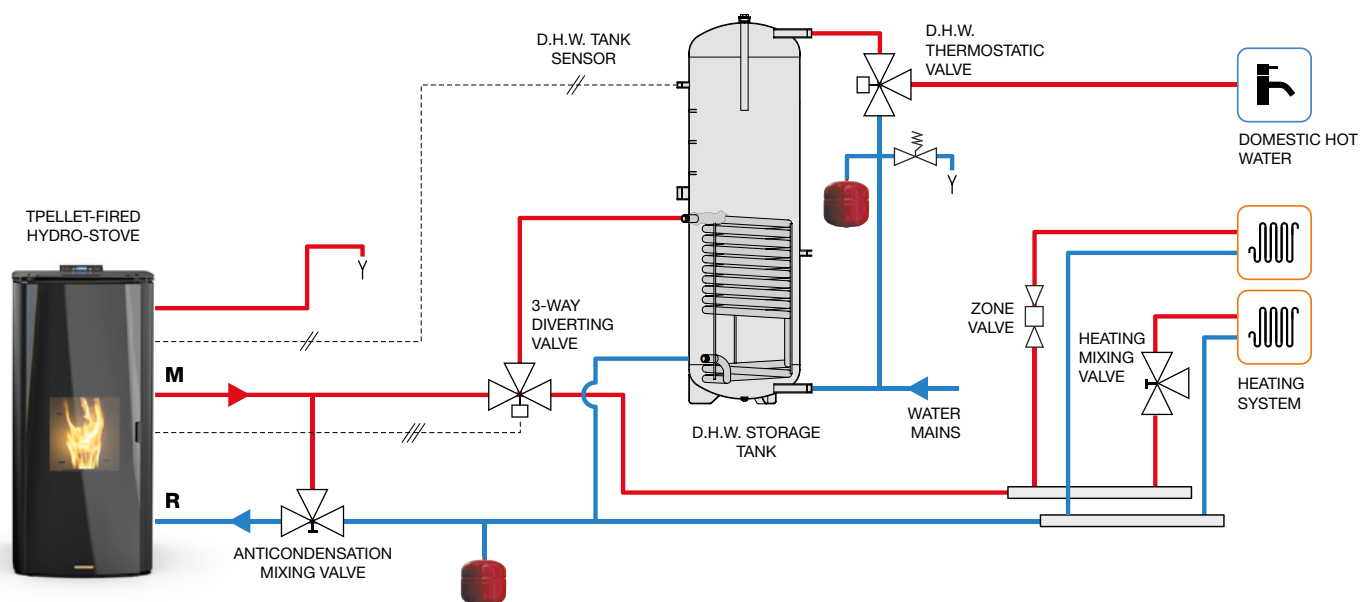 D.H.W. TANK
SENSOR
D.H.W.
THERMOSTATIC
VALVE
DOMESTIC HOT
WATER
TPELLET-FIRED
HYDRO-STOVE
3-WAY
DIVERTING
VALVE
ZONE
VALVE
HEATING
MIXING
VALVE
HEATING
SYSTEM
M
WATER
MAINS
D.H.W. STORAGE
TANK
R
ANTICONDENSATION
MIXING VALVE